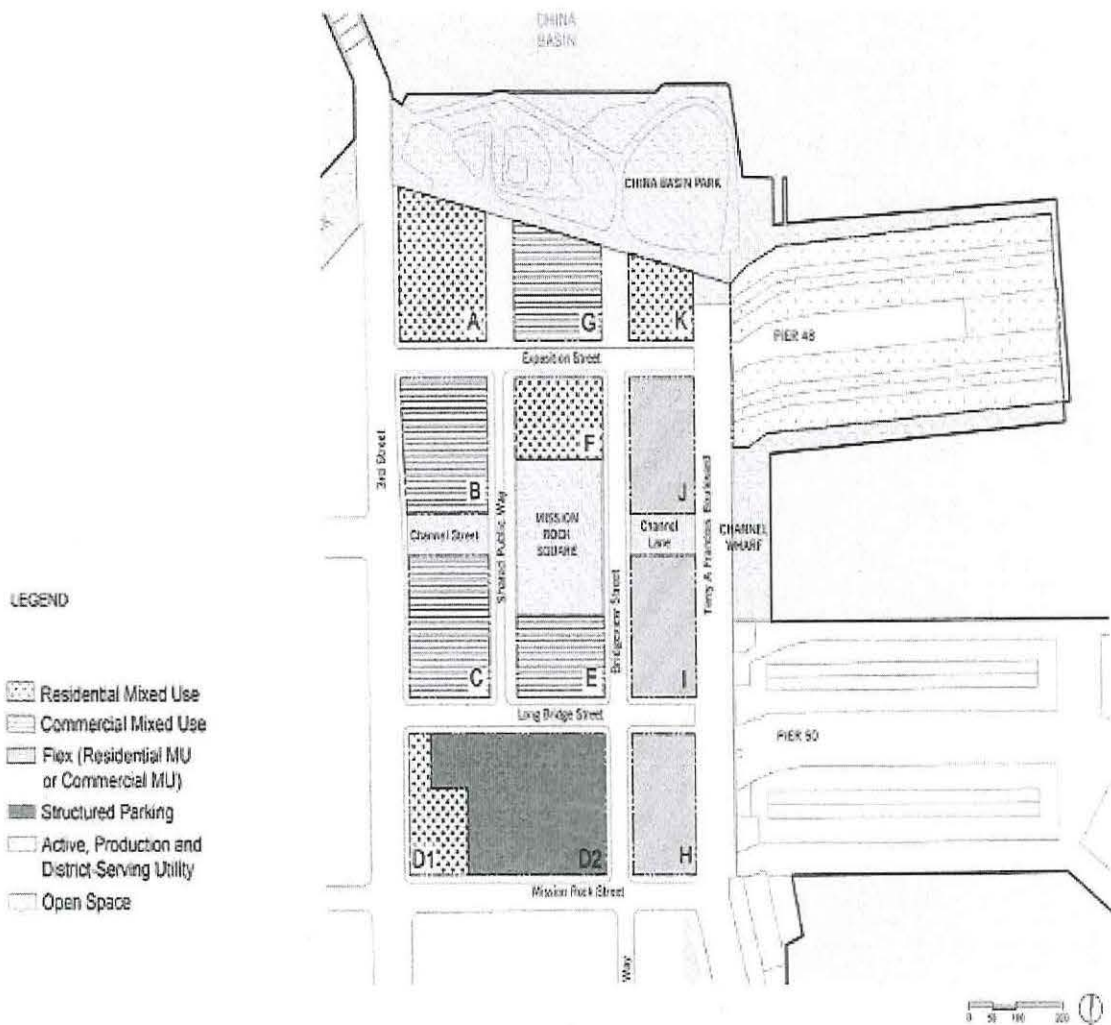 CHINA
BASIN
CHINA BASIN PARK
A
G
K
PIER 48
Exposition Street
3rd Street
B
F
J
Shared Public Way
MISSION
ROCK
SQUARE
Channel Street
Channel
Lane
Bridgeview Street
Terry A Francois Boulevard
CHANNEL
WHARF
C
E
I
Long Bridge Street
PIER 50
D1
D2
H
Mission Rock Street
Way
LEGEND
Residential Mixed Use
Commercial Mixed Use
Flex (Residential MU
or Commercial MU)
Structured Parking
Active, Production and
District-Serving Utility
Open Space
0 50 100 200